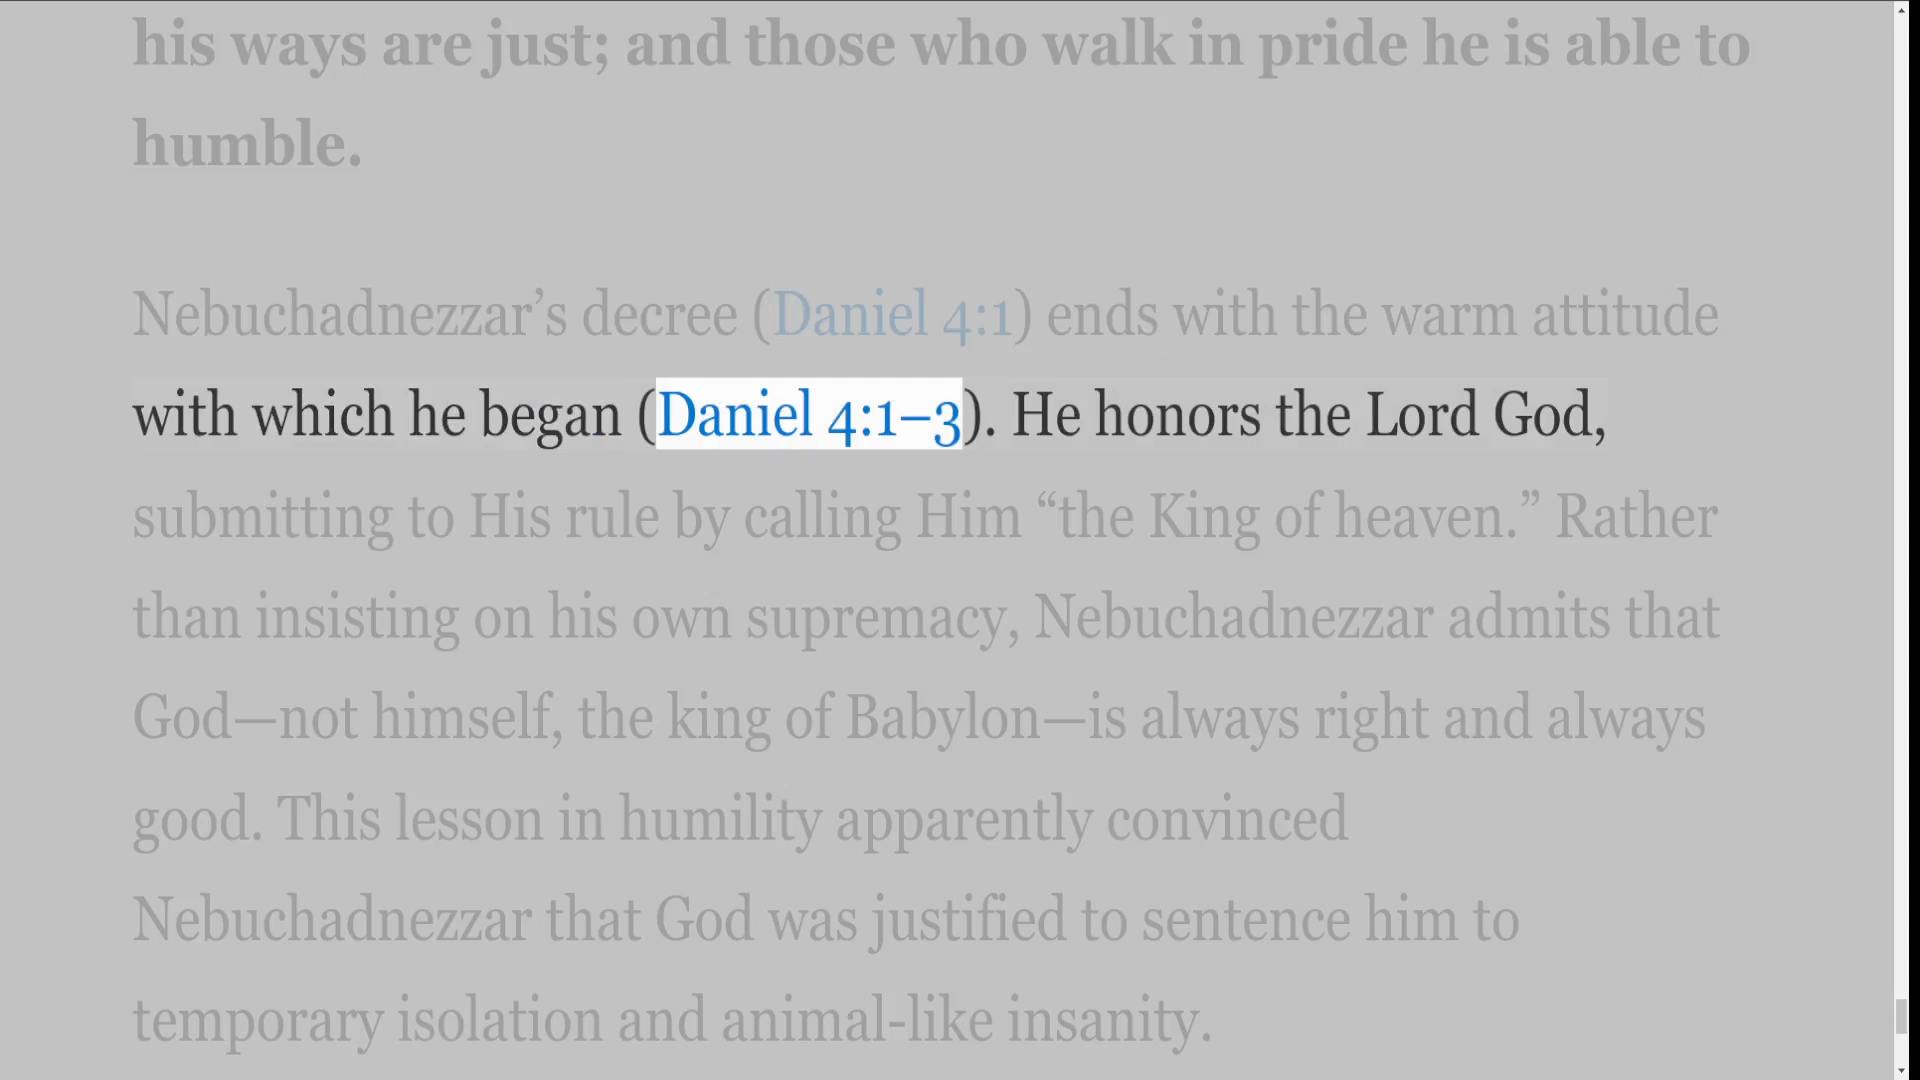 his ways are just; and those who walk in pride he is able to
humble.
Nebuchadnezzar’s decree (Daniel 4:1) ends with the warm attitude
with which he began (Daniel 4:1–3). He honors the Lord God,
submitting to His rule by calling Him “the King of heaven.” Rather
than insisting on his own supremacy, Nebuchadnezzar admits that
God—not himself, the king of Babylon—is always right and always
good. This lesson in humility apparently convinced
Nebuchadnezzar that God was justified to sentence him to
temporary isolation and animal-like insanity.